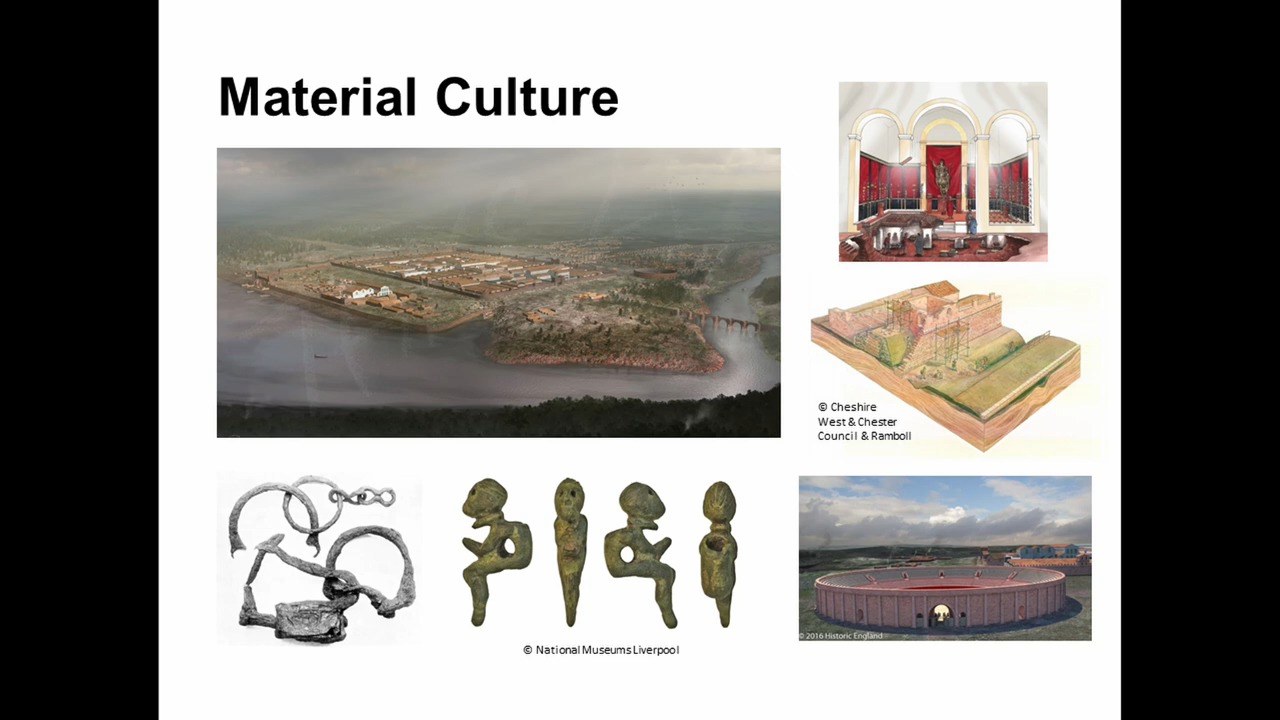 Material Culture
© Cheshire
West & Chester
Council & Ramboll
© 2016 Historic England
© National Museums Liverpool